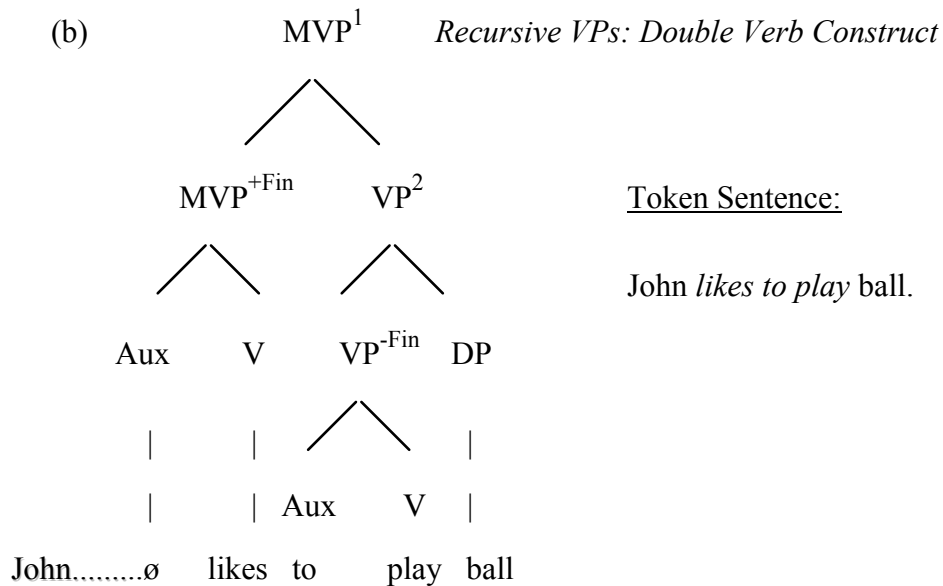 (b) MVP¹ Recursive VPs: Double Verb Construct
MVP⁺ᶠⁱⁿ VP²
Token Sentence:
John likes to play ball.
Aux V VP⁻ᶠⁱⁿ DP
| | |
| | Aux V |
John.........ø likes to play ball